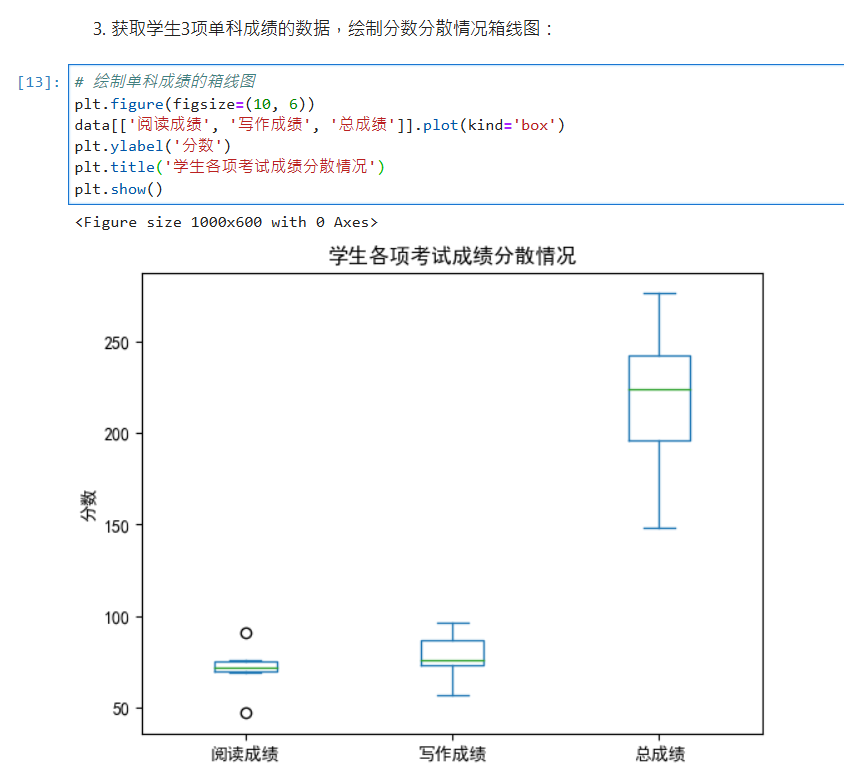 3. 获取学生3项单科成绩的数据，绘制分数分散情况箱线图：
[13]: # 绘制单科成绩的箱线图
plt.figure(figsize=(10, 6))
data[['阅读成绩', '写作成绩', '总成绩']].plot(kind='box')
plt.ylabel('分数')
plt.title('学生各项考试成绩分散情况')
plt.show()
<Figure size 1000x600 with 0 Axes>
学生各项考试成绩分散情况
250
200
分数
150
100
50
阅读成绩 写作成绩 总成绩